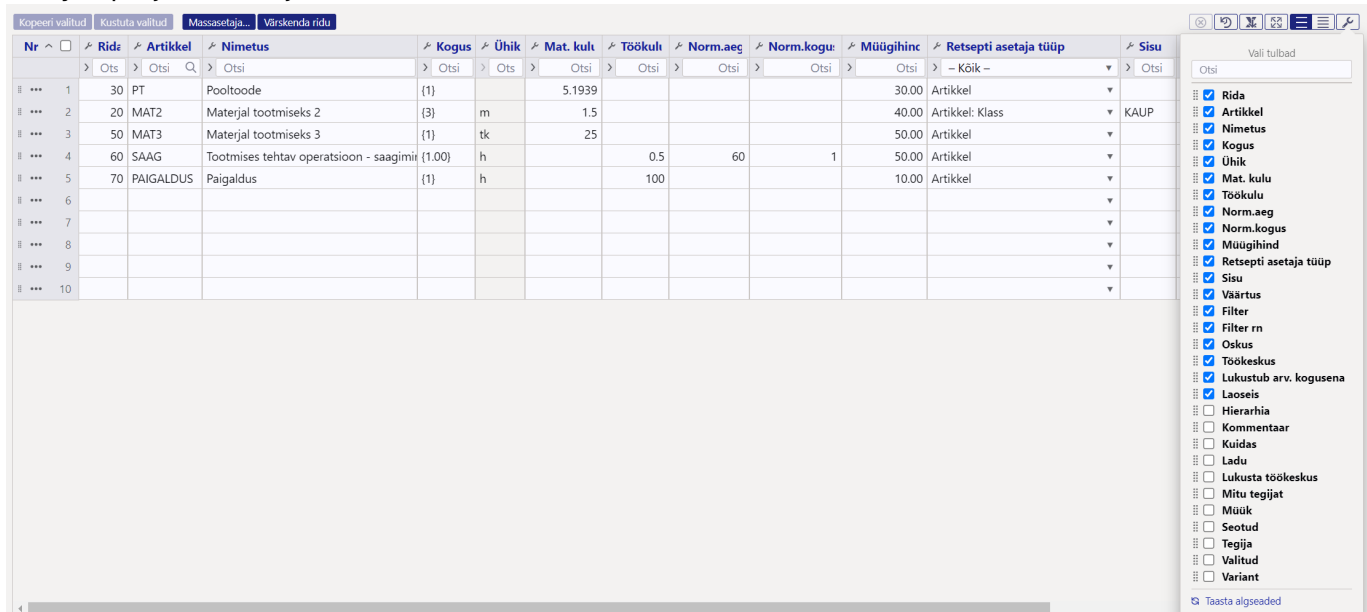 Kopeeri valitud Kustuta valitud Massasetaja... Värskenda ridu
Nr Rida Artikkel Nimetus Kogus Ühik Mat. kulu Töökulu Norm.aeg Norm.kogus Müügihind Retsepti asetaja tüüp Sisu
Ots Otsi Otsi Otsi Ots Otsi Otsi Otsi Otsi Otsi – Kõik – Otsi
1 30 PT Pooltoode {1} 5.1939 30.00 Artikkel
2 20 MAT2 Materjal tootmiseks 2 {3} m 1.5 40.00 Artikkel: Klass KAUP
3 50 MAT3 Materjal tootmiseks 3 {1} tk 25 50.00 Artikkel
4 60 SAAG Tootmises tehtav operatsioon - saagimi {1.00} h 0.5 60 1 50.00 Artikkel
5 70 PAIGALDUS Paigaldus {1} h 100 10.00 Artikkel
6
7
8
9
10
Vali tulbad
Otsi
Rida
Artikkel
Nimetus
Kogus
Ühik
Mat. kulu
Töökulu
Norm.aeg
Norm.kogus
Müügihind
Retsepti asetaja tüüp
Sisu
Väärtus
Filter
Filter rn
Oskus
Töökeskus
Lukustub arv. kogusena
Laoseis
Hierarhia
Kommentaar
Kuidas
Ladu
Lukusta töökeskus
Mitu tegijat
Müük
Seotud
Tegija
Valitud
Variant
Taasta algseaded